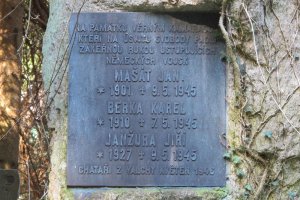 NA PAMÁTKU VĚRNÝM KAMARÁDŮM
KTEŘÍ NA ÚSVITU SVOBODY PADLI
ZÁKEŘNOU RUKOU USTUPUJÍCÍCH
NĚMECKÝCH VOJSK
MAŠÁT JAN
* 1901 + 9.5.1945
BERKA KAREL
* 1910 + 7.5.1945
JANŽURA JIŘÍ
* 1927 + 9.5.1945
CHATAŘI Z VALCHY KVĚTEN 1946